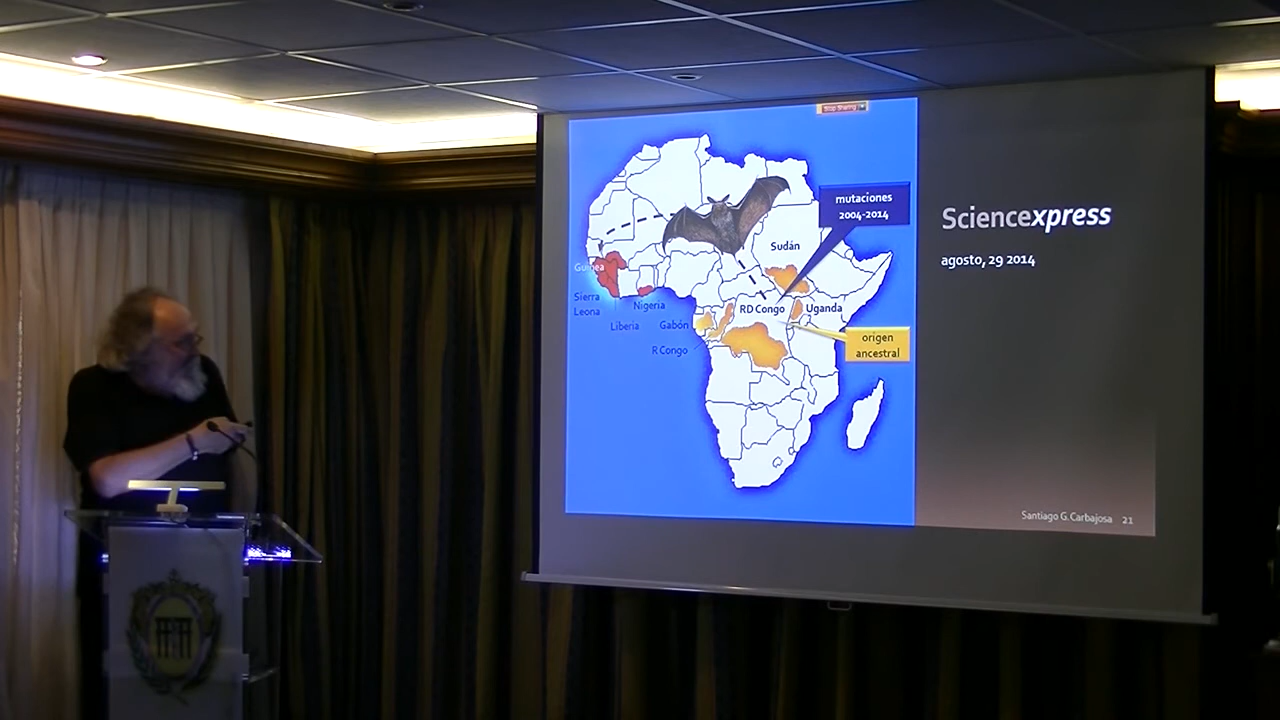 Stop Sharing
mutaciones
2004-2014
Sciencexpress
agosto, 29 2014
Sudán
Guinea
Sierra
Leona
Nigeria
Liberia
Gabón
R Congo
RD Congo
Uganda
origen
ancestral
Santiago G. Carbajosa 21